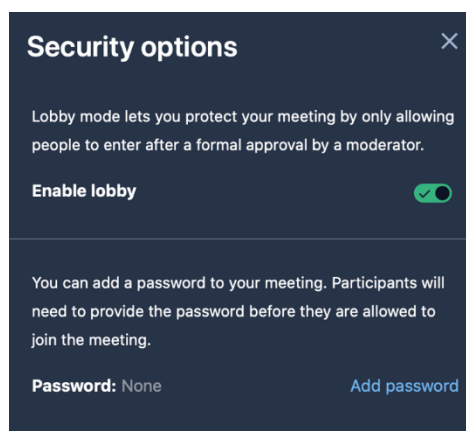 Security options
Lobby mode lets you protect your meeting by only allowing
people to enter after a formal approval by a moderator.
Enable lobby
You can add a password to your meeting. Participants will
need to provide the password before they are allowed to
join the meeting.
Password: None Add password